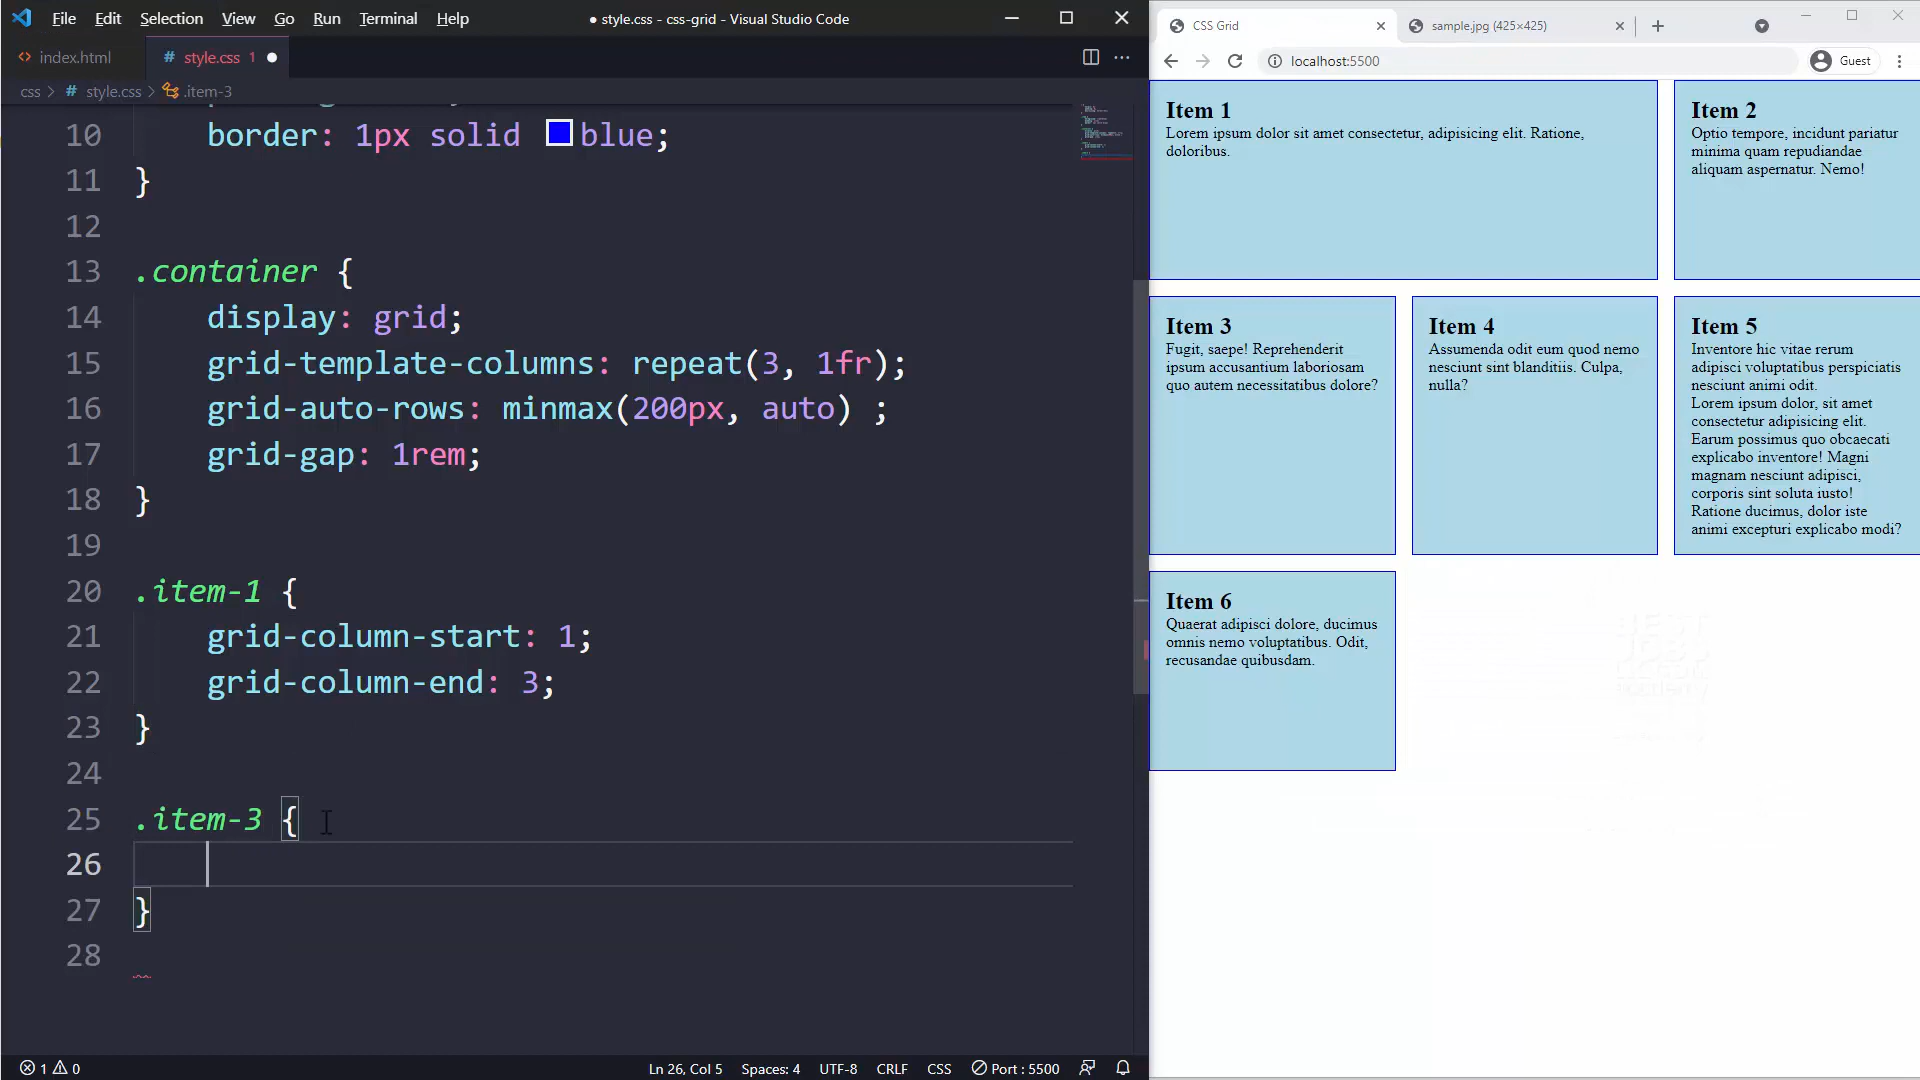 File Edit Selection View Go Run Terminal Help
● style.css - css-grid - Visual Studio Code
index.html
# style.css 1 ●
css > # style.css > .item-3
10 border: 1px solid blue;
11 }
12
13 .container {
14 display: grid;
15 grid-template-columns: repeat(3, 1fr);
16 grid-auto-rows: minmax(200px, auto) ;
17 grid-gap: 1rem;
18 }
19
20 .item-1 {
21 grid-column-start: 1;
22 grid-column-end: 3;
23 }
24
25 .item-3 {
26
27 }
28
1 0
Ln 26, Col 5 Spaces: 4 UTF-8 CRLF CSS Port : 5500
CSS Grid
sample.jpg (425×425)
localhost:5500
Guest
Item 1
Lorem ipsum dolor sit amet consectetur, adipisicing elit. Ratione,
doloribus.
Item 2
Optio tempore, incidunt pariatur
minima quam repudiandae
aliquam aspernatur. Nemo!
Item 3
Fugit, saepe! Reprehenderit
ipsum accusantium laboriosam
quo autem necessitatibus dolore?
Item 4
Assumenda odit eum quod nemo
nesciunt sint blanditiis. Culpa,
nulla?
Item 5
Inventore hic vitae rerum
adipisci voluptatibus perspiciatis
nesciunt animi odit.
Lorem ipsum dolor, sit amet
consectetur adipisicing elit.
Earum possimus quo obcaecati
explicabo inventore! Magni
magnam nesciunt adipisci,
corporis sint soluta iusto!
Ratione ducimus, dolor iste
animi excepturi explicabo modi?
Item 6
Quaerat adipisci dolore, ducimus
omnis nemo voluptatibus. Odit,
recusandae quibusdam.